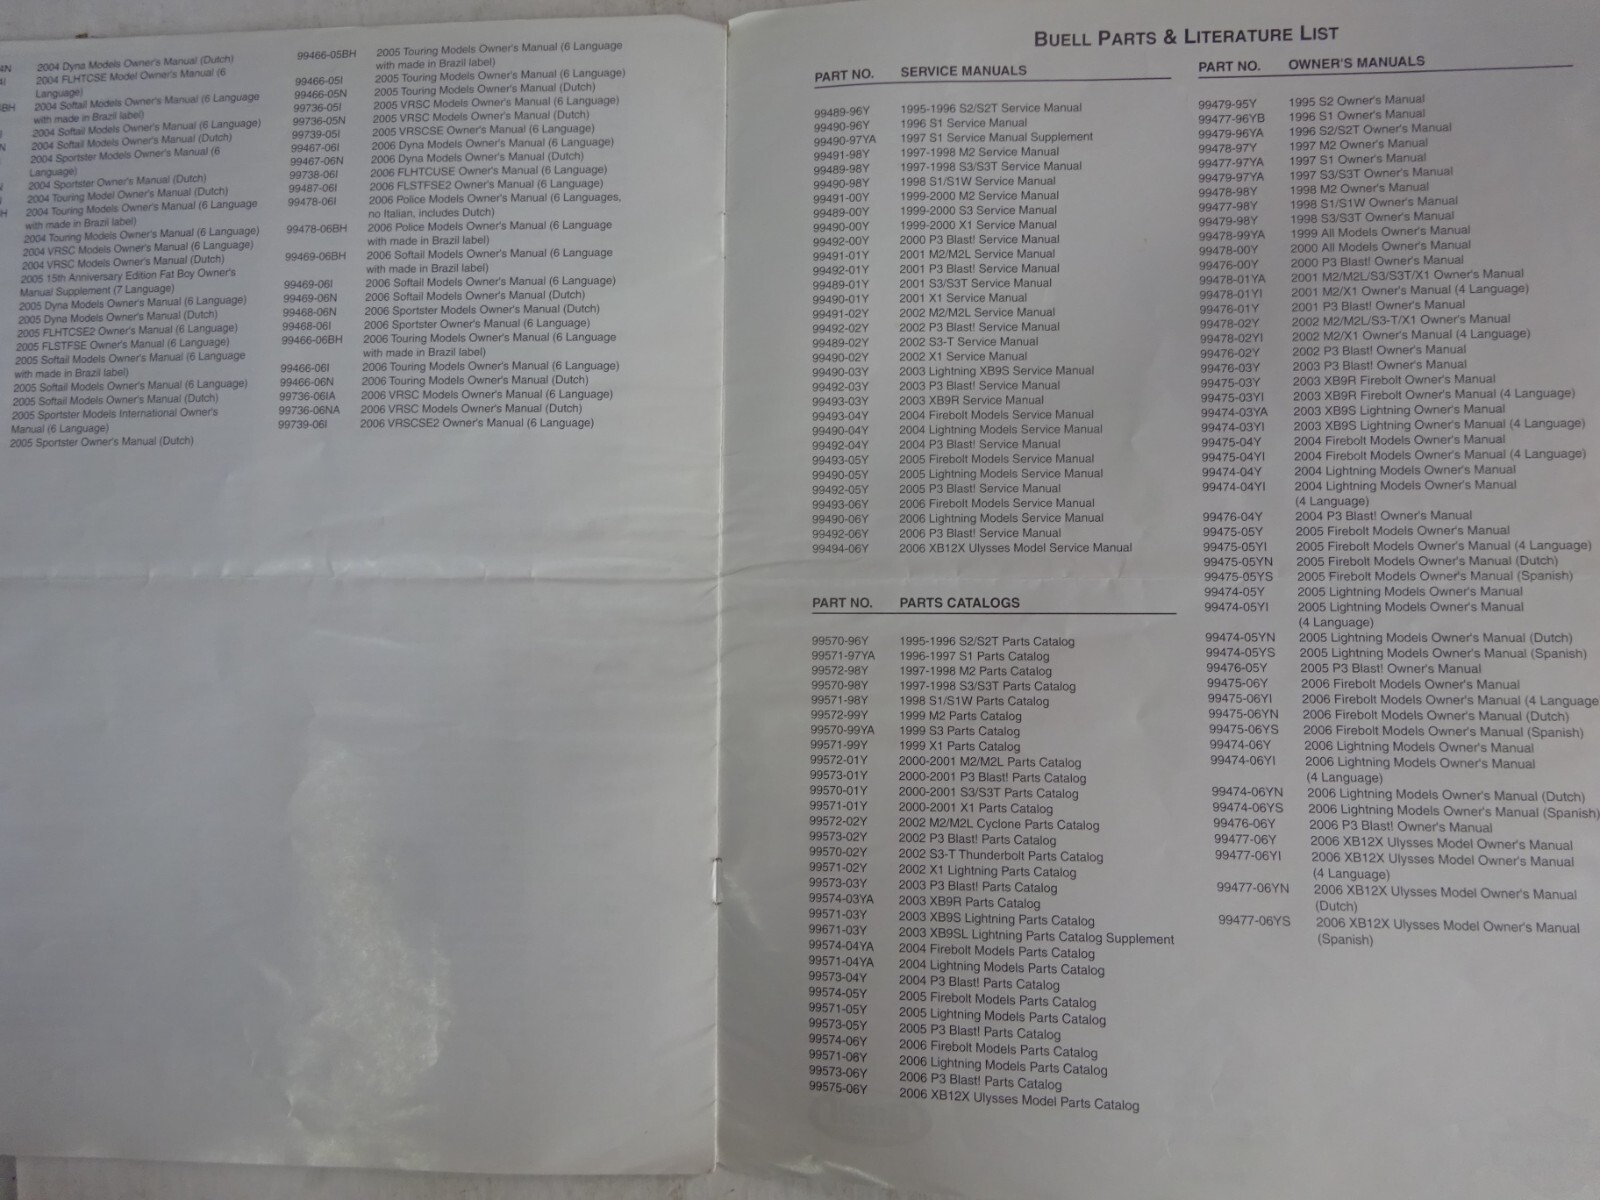 4N 2004 Dyna Models Owner's Manual (Dutch)
2004 FLHTCSE Model Owner's Manual (6
Language)
BH 2004 Softail Models Owner's Manual (6 Language
with made in Brazil label)
2004 Softail Models Owner's Manual (6 Language)
N 2004 Softail Models Owner's Manual (Dutch)
2004 Sportster Models Owner's Manual (6
Language)
2004 Sportster Owner's Manual (Dutch)
2004 Touring Model Owner's Manual (Dutch)
H 2004 Touring Models Owner's Manual (6 Language
with made in Brazil label)
2004 Touring Models Owner's Manual (6 Language)
2004 VRSC Models Owner's Manual (6 Language)
2004 VRSC Models Owner's Manual (Dutch)
2005 15th Anniversary Edition Fat Boy Owner's
Manual Supplement (7 Language)
2005 Dyna Models Owner's Manual (6 Language)
2005 Dyna Models Owner's Manual (Dutch)
2005 FLHTCSE2 Owner's Manual (6 Language)
2005 FLSTFSE Owner's Manual (6 Language)
2005 Softail Models Owner's Manual (6 Language
with made in Brazil label)
2005 Softail Models Owner's Manual (6 Language)
2005 Softail Models Owner's Manual (Dutch)
2005 Sportster Models International Owner's
Manual (6 Language)
2005 Sportster Owner's Manual (Dutch)
99466-05BH 2005 Touring Models Owner's Manual (6 Language
with made in Brazil label)
99466-05I 2005 Touring Models Owner's Manual (6 Language)
99466-05N 2005 Touring Models Owner's Manual (Dutch)
99736-05I 2005 VRSC Models Owner's Manual (6 Language)
99736-05N 2005 VRSC Models Owner's Manual (Dutch)
99739-05I 2005 VRSCSE Owner's Manual (6 Language)
99467-06I 2006 Dyna Models Owner's Manual (6 Language)
99467-06N 2006 Dyna Models Owner's Manual (Dutch)
99738-06I 2006 FLHTCUSE Owner's Manual (6 Language)
99487-06I 2006 FLSTFSE2 Owner's Manual (6 Language)
99478-06I 2006 Police Models Owner's Manual (6 Languages,
no Italian, includes Dutch)
99478-06BH 2006 Police Models Owner's Manual (6 Language
with made in Brazil label)
99469-06BH 2006 Softail Models Owner's Manual (6 Language
with made in Brazil label)
99469-06I 2006 Softail Models Owner's Manual (6 Language)
99469-06N 2006 Softail Models Owner's Manual (Dutch)
99468-06N 2006 Sportster Models Owner's Manual (Dutch)
99468-06I 2006 Sportster Owner's Manual (6 Language)
99466-06BH 2006 Touring Models Owner's Manual (6 Language
with made in Brazil label)
99466-06I 2006 Touring Models Owner's Manual (6 Language)
99466-06N 2006 Touring Models Owner's Manual (Dutch)
99736-06IA 2006 VRSC Models Owner's Manual (6 Language)
99736-06NA 2006 VRSC Models Owner's Manual (Dutch)
99739-06I 2006 VRSCSE2 Owner's Manual (6 Language)
BUELL PARTS & LITERATURE LIST
PART NO. SERVICE MANUALS
99489-96Y 1995-1996 S2/S2T Service Manual
99490-96Y 1996 S1 Service Manual
99490-97YA 1997 S1 Service Manual Supplement
99491-98Y 1997-1998 M2 Service Manual
99489-98Y 1997-1998 S3/S3T Service Manual
99490-98Y 1998 S1/S1W Service Manual
99491-00Y 1999-2000 M2 Service Manual
99489-00Y 1999-2000 S3 Service Manual
99490-00Y 1999-2000 X1 Service Manual
99492-00Y 2000 P3 Blast! Service Manual
99491-01Y 2001 M2/M2L Service Manual
99492-01Y 2001 P3 Blast! Service Manual
99489-01Y 2001 S3/S3T Service Manual
99490-01Y 2001 X1 Service Manual
99491-02Y 2002 M2/M2L Service Manual
99492-02Y 2002 P3 Blast! Service Manual
99489-02Y 2002 S3-T Service Manual
99490-02Y 2002 X1 Service Manual
99490-03Y 2003 Lightning XB9S Service Manual
99492-03Y 2003 P3 Blast! Service Manual
99493-03Y 2003 XB9R Service Manual
99493-04Y 2004 Firebolt Models Service Manual
99490-04Y 2004 Lightning Models Service Manual
99492-04Y 2004 P3 Blast! Service Manual
99493-05Y 2005 Firebolt Models Service Manual
99490-05Y 2005 Lightning Models Service Manual
99492-05Y 2005 P3 Blast! Service Manual
99493-06Y 2006 Firebolt Models Service Manual
99490-06Y 2006 Lightning Models Service Manual
99492-06Y 2006 P3 Blast! Service Manual
99494-06Y 2006 XB12X Ulysses Model Service Manual
PART NO. PARTS CATALOGS
99570-96Y 1995-1996 S2/S2T Parts Catalog
99571-97YA 1996-1997 S1 Parts Catalog
99572-98Y 1997-1998 M2 Parts Catalog
99570-98Y 1997-1998 S3/S3T Parts Catalog
99571-98Y 1998 S1/S1W Parts Catalog
99572-99Y 1999 M2 Parts Catalog
99570-99YA 1999 S3 Parts Catalog
99571-99Y 1999 X1 Parts Catalog
99572-01Y 2000-2001 M2/M2L Parts Catalog
99573-01Y 2000-2001 P3 Blast! Parts Catalog
99570-01Y 2000-2001 S3/S3T Parts Catalog
99571-01Y 2000-2001 X1 Parts Catalog
99572-02Y 2002 M2/M2L Cyclone Parts Catalog
99573-02Y 2002 P3 Blast! Parts Catalog
99570-02Y 2002 S3-T Thunderbolt Parts Catalog
99571-02Y 2002 X1 Lightning Parts Catalog
99573-03Y 2003 P3 Blast! Parts Catalog
99574-03YA 2003 XB9R Parts Catalog
99571-03Y 2003 XB9S Lightning Parts Catalog
99671-03Y 2003 XB9SL Lightning Parts Catalog Supplement
99574-04YA 2004 Firebolt Models Parts Catalog
99571-04YA 2004 Lightning Models Parts Catalog
99573-04Y 2004 P3 Blast! Parts Catalog
99574-05Y 2005 Firebolt Models Parts Catalog
99571-05Y 2005 Lightning Models Parts Catalog
99573-05Y 2005 P3 Blast! Parts Catalog
99574-06Y 2006 Firebolt Models Parts Catalog
99571-06Y 2006 Lightning Models Parts Catalog
99573-06Y 2006 P3 Blast! Parts Catalog
99575-06Y 2006 XB12X Ulysses Model Parts Catalog
PART NO. OWNER'S MANUALS
99479-95Y 1995 S2 Owner's Manual
99477-96YB 1996 S1 Owner's Manual
99479-96YA 1996 S2/S2T Owner's Manual
99478-97Y 1997 M2 Owner's Manual
99477-97YA 1997 S1 Owner's Manual
99479-97YA 1997 S3/S3T Owner's Manual
99478-98Y 1998 M2 Owner's Manual
99477-98Y 1998 S1/S1W Owner's Manual
99479-98Y 1998 S3/S3T Owner's Manual
99478-99YA 1999 All Models Owner's Manual
99478-00Y 2000 All Models Owner's Manual
99476-00Y 2000 P3 Blast! Owner's Manual
99478-01YA 2001 M2/M2L/S3/S3T/X1 Owner's Manual
99478-01YI 2001 M2/X1 Owner's Manual (4 Language)
99476-01Y 2001 P3 Blast! Owner's Manual
99478-02Y 2002 M2/M2L/S3-T/X1 Owner's Manual
99478-02YI 2002 M2/X1 Owner's Manual (4 Language)
99476-02Y 2002 P3 Blast! Owner's Manual
99476-03Y 2003 P3 Blast! Owner's Manual
99475-03Y 2003 XB9R Firebolt Owner's Manual
99475-03YI 2003 XB9R Firebolt Owner's Manual (4 Language)
99474-03YA 2003 XB9S Lightning Owner's Manual
99474-03YI 2003 XB9S Lightning Owner's Manual (4 Language)
99475-04Y 2004 Firebolt Models Owner's Manual
99475-04YI 2004 Firebolt Models Owner's Manual (4 Language)
99474-04Y 2004 Lightning Models Owner's Manual
99474-04YI 2004 Lightning Models Owner's Manual
(4 Language)
99476-04Y 2004 P3 Blast! Owner's Manual
99475-05Y 2005 Firebolt Models Owner's Manual
99475-05YI 2005 Firebolt Models Owner's Manual (4 Language)
99475-05YN 2005 Firebolt Models Owner's Manual (Dutch)
99475-05YS 2005 Firebolt Models Owner's Manual (Spanish)
99474-05Y 2005 Lightning Models Owner's Manual
99474-05YI 2005 Lightning Models Owner's Manual
(4 Language)
99474-05YN 2005 Lightning Models Owner's Manual (Dutch)
99474-05YS 2005 Lightning Models Owner's Manual (Spanish)
99476-05Y 2005 P3 Blast! Owner's Manual
99475-06Y 2006 Firebolt Models Owner's Manual
99475-06YI 2006 Firebolt Models Owner's Manual (4 Language
99475-06YN 2006 Firebolt Models Owner's Manual (Dutch)
99475-06YS 2006 Firebolt Models Owner's Manual (Spanish)
99474-06Y 2006 Lightning Models Owner's Manual
99474-06YI 2006 Lightning Models Owner's Manual
(4 Language)
99474-06YN 2006 Lightning Models Owner's Manual (Dutch)
99474-06YS 2006 Lightning Models Owner's Manual (Spanish)
99476-06Y 2006 P3 Blast! Owner's Manual
99477-06Y 2006 XB12X Ulysses Model Owner's Manual
99477-06YI 2006 XB12X Ulysses Model Owner's Manual
(4 Language)
99477-06YN 2006 XB12X Ulysses Model Owner's Manual
(Dutch)
99477-06YS 2006 XB12X Ulysses Model Owner's Manual
(Spanish)